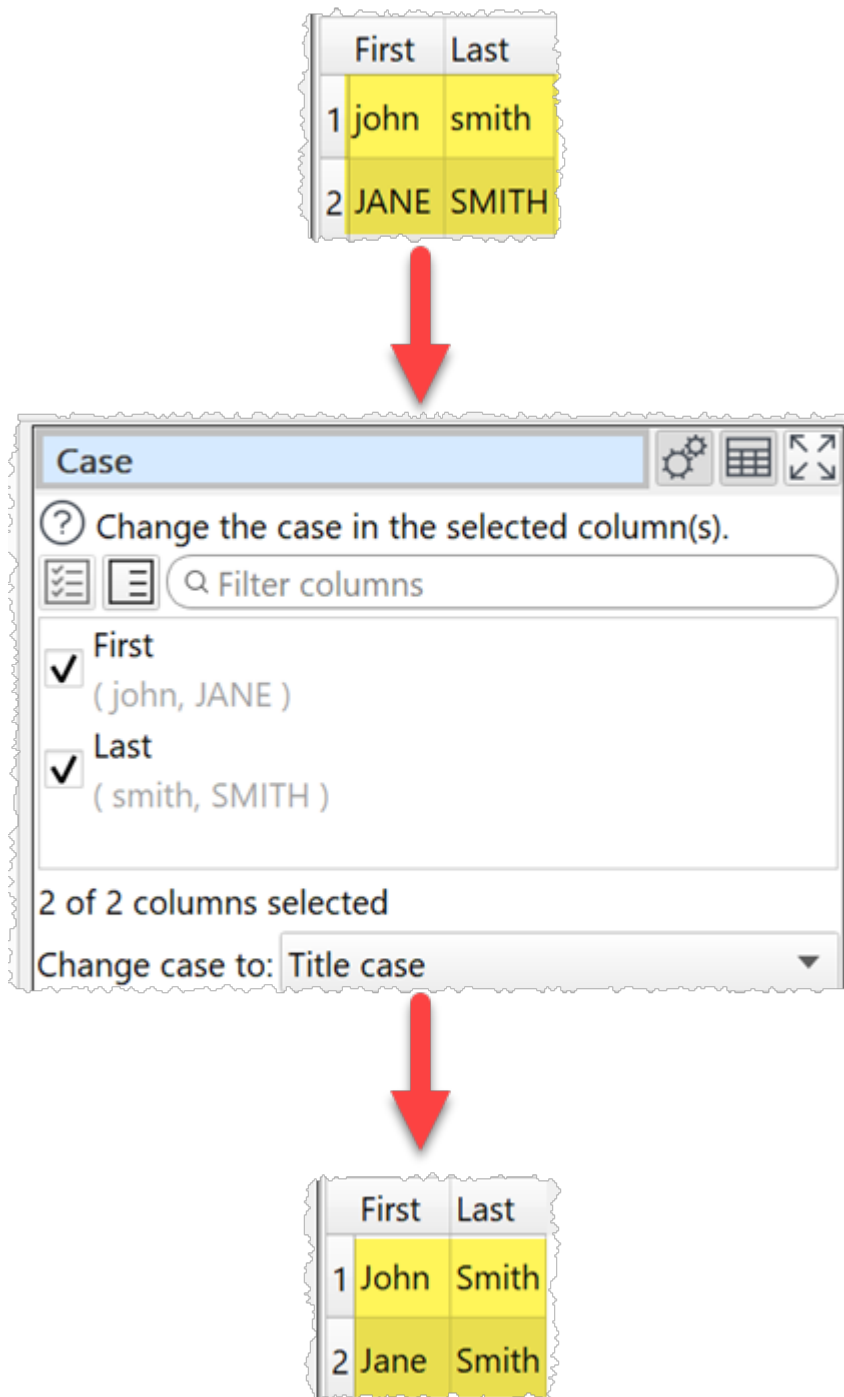 First Last
1 john smith
2 JANE SMITH
Case
? Change the case in the selected column(s).
Filter columns
First
( john, JANE )
Last
( smith, SMITH )
2 of 2 columns selected
Change case to: Title case
First Last
1 John Smith
2 Jane Smith